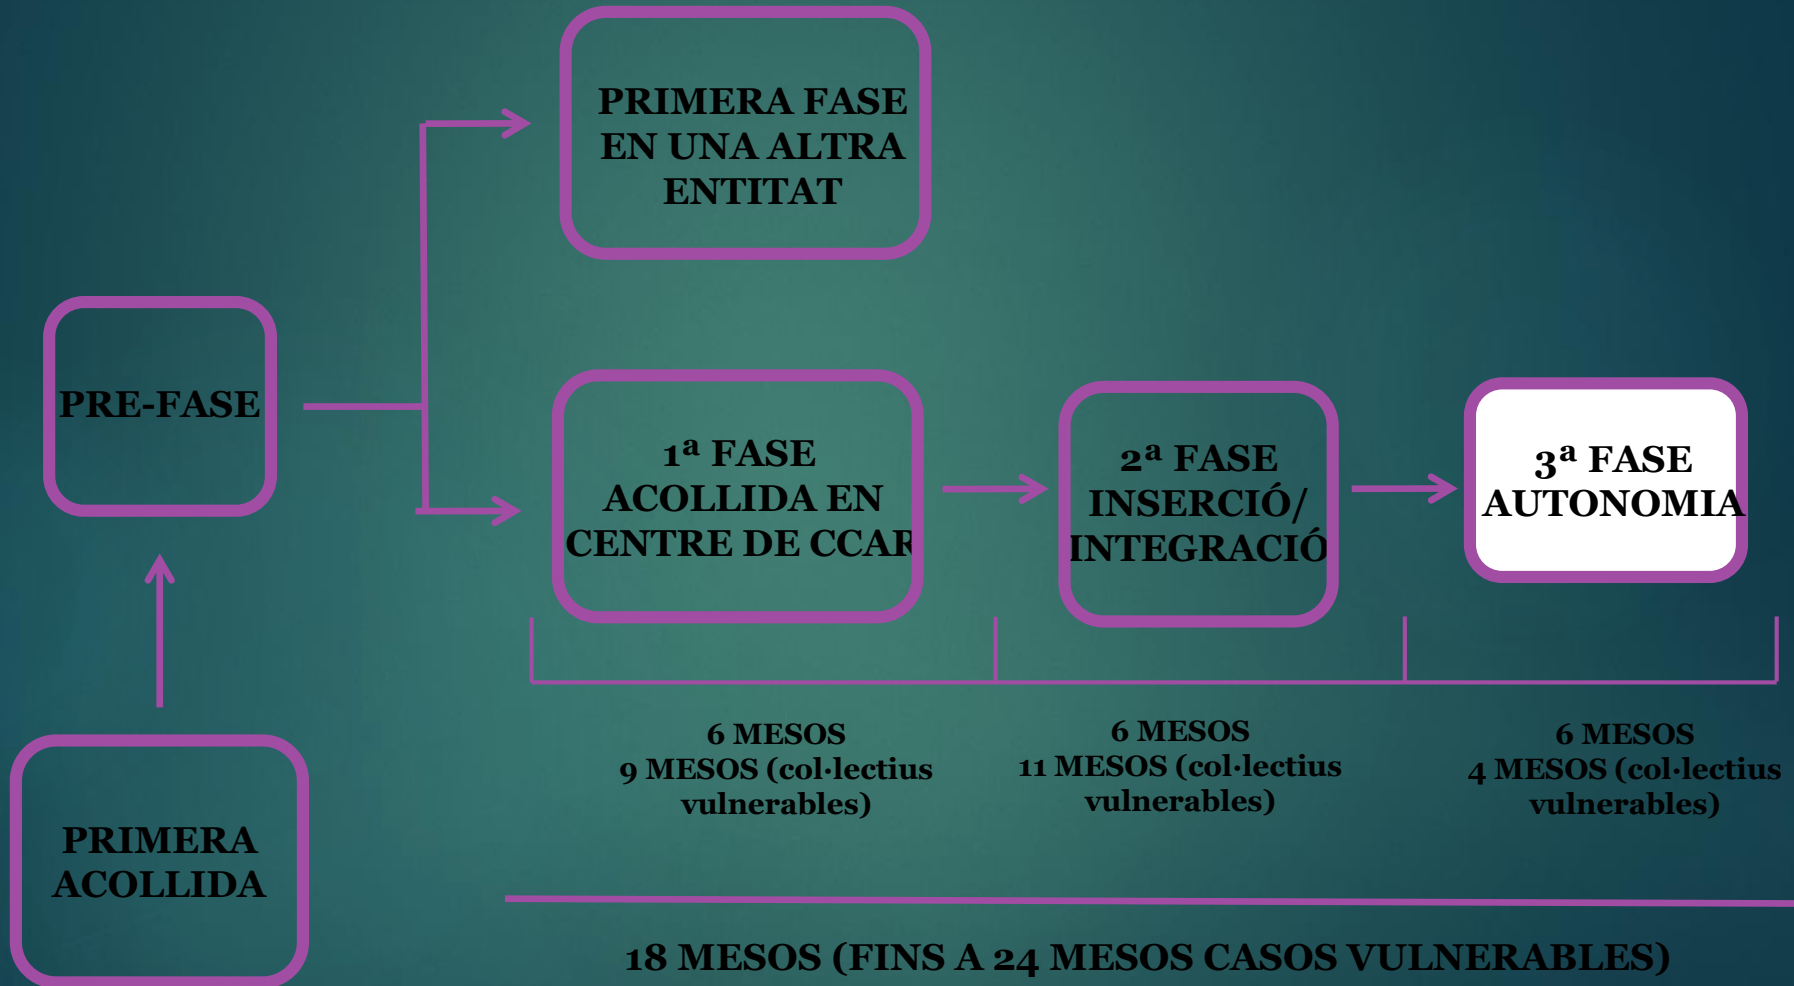 PRIMERA FASE
EN UNA ALTRA
ENTITAT
PRE-FASE
1ª FASE
ACOLLIDA EN
CENTRE DE CCAR
2ª FASE
INSERCIÓ/
INTEGRACIÓ
3ª FASE
AUTONOMIA
6 MESOS
9 MESOS (col·lectius
vulnerables)
6 MESOS
11 MESOS (col·lectius
vulnerables)
6 MESOS
4 MESOS (col·lectius
vulnerables)
PRIMERA
ACOLLIDA
18 MESOS (FINS A 24 MESOS CASOS VULNERABLES)